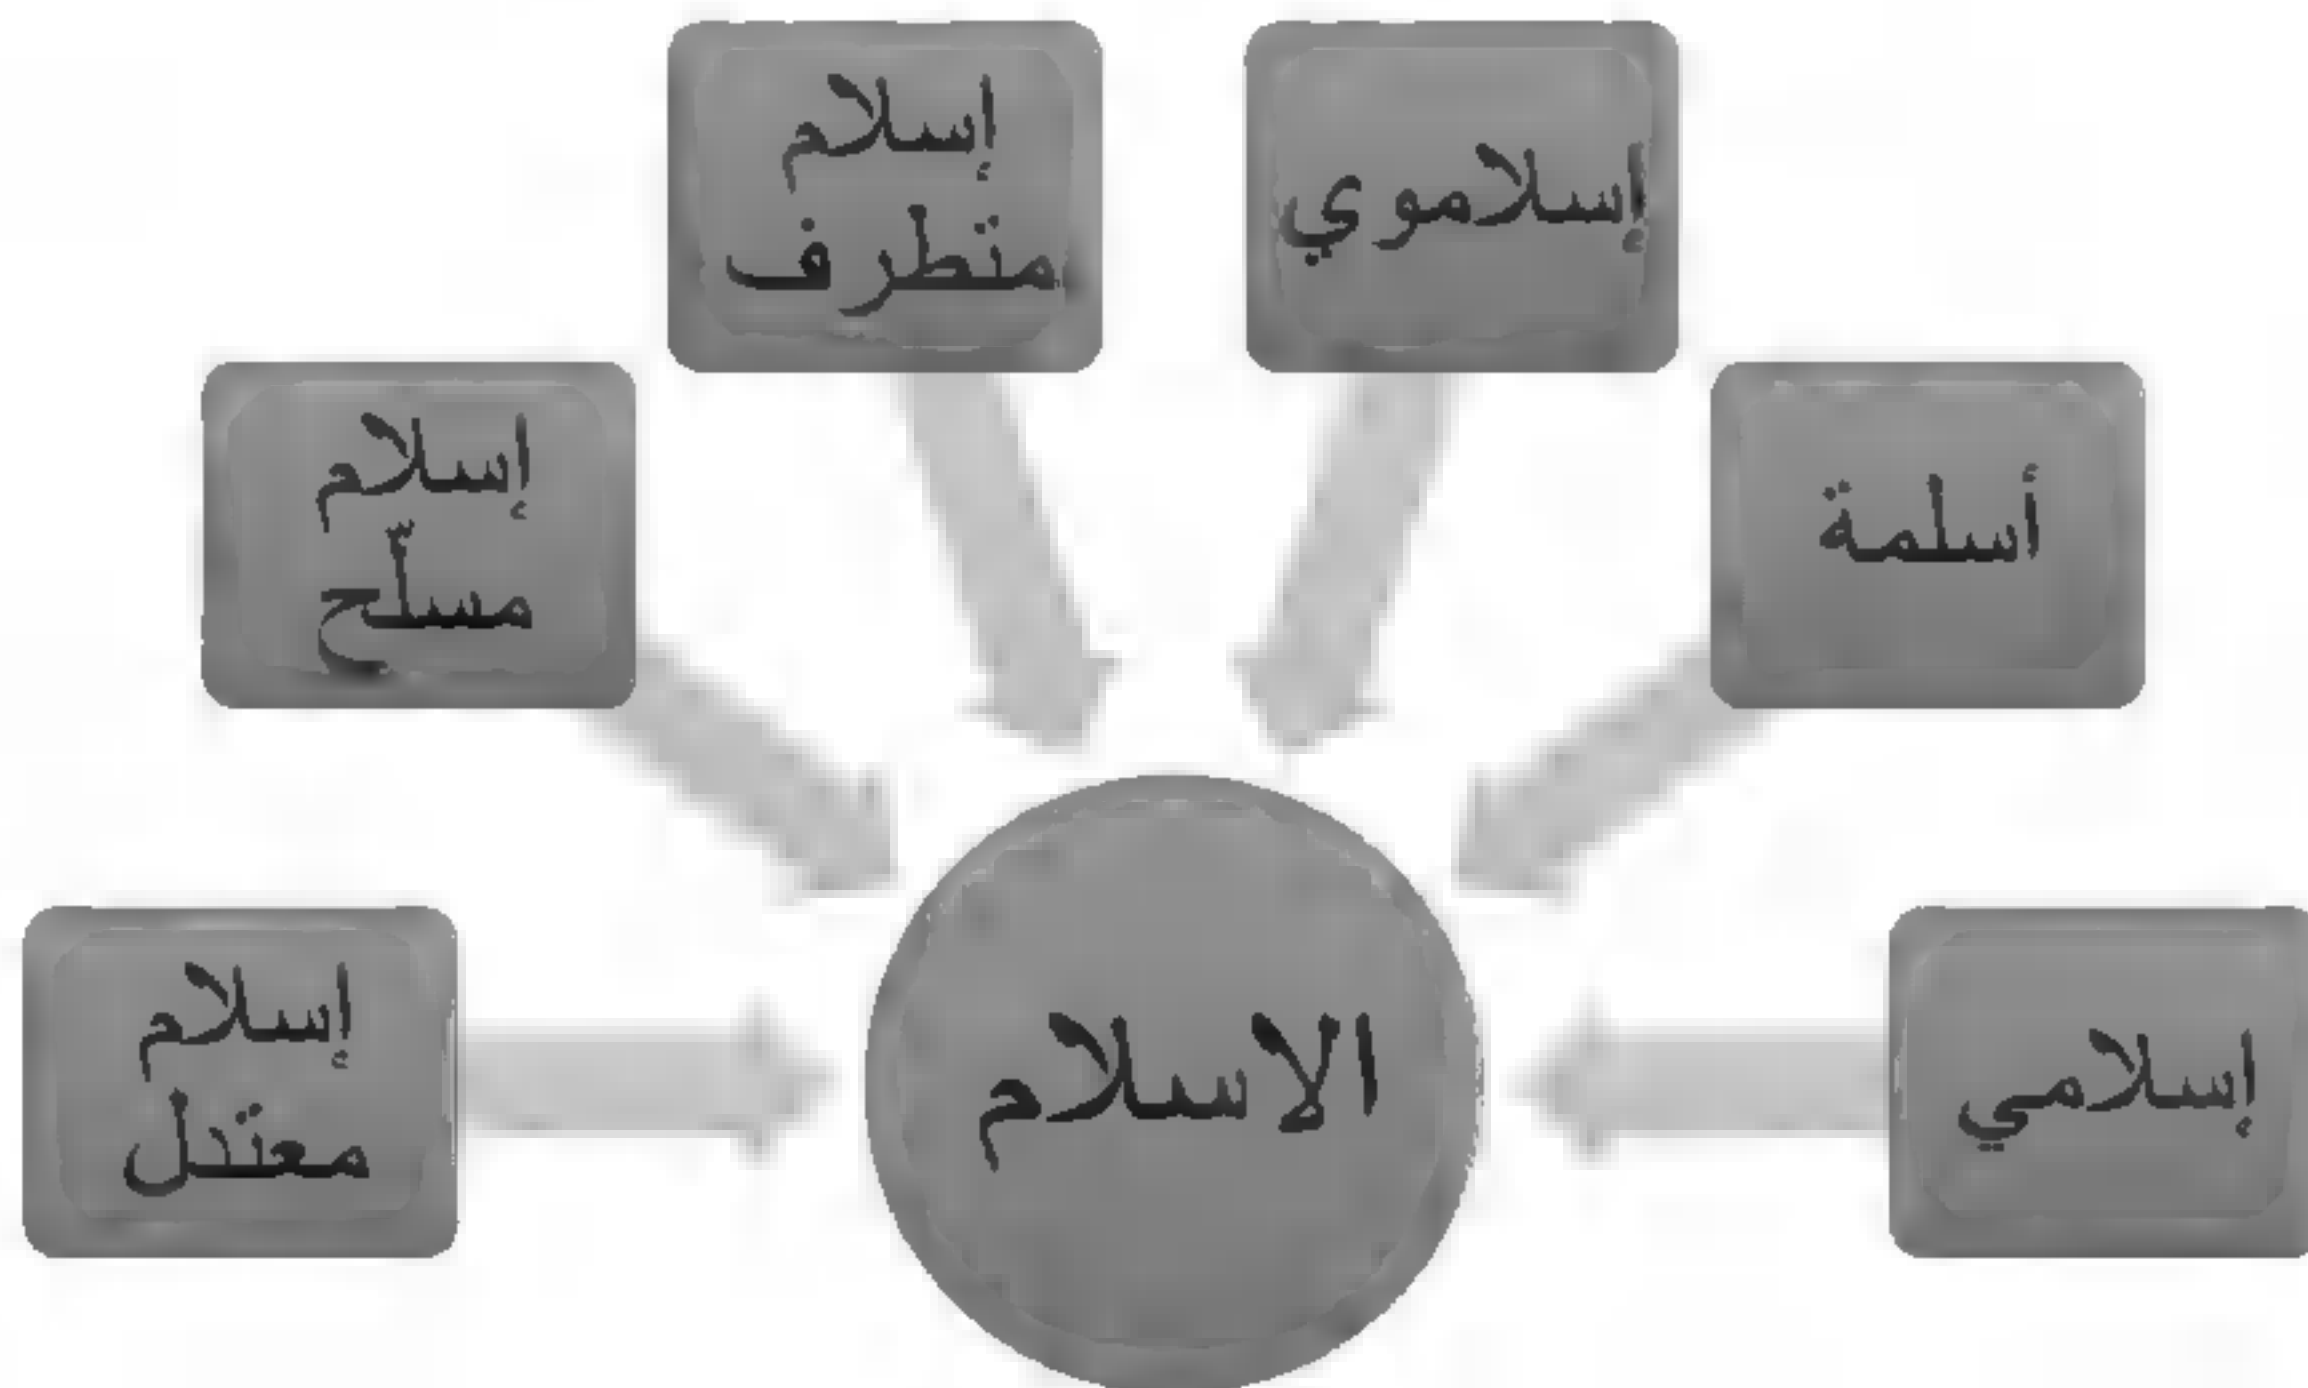 إسلاموي
إسلام
متطرف
أسلمة
إسلام
مسلّح
إسلامي
الاسلام
إسلام
معتدل